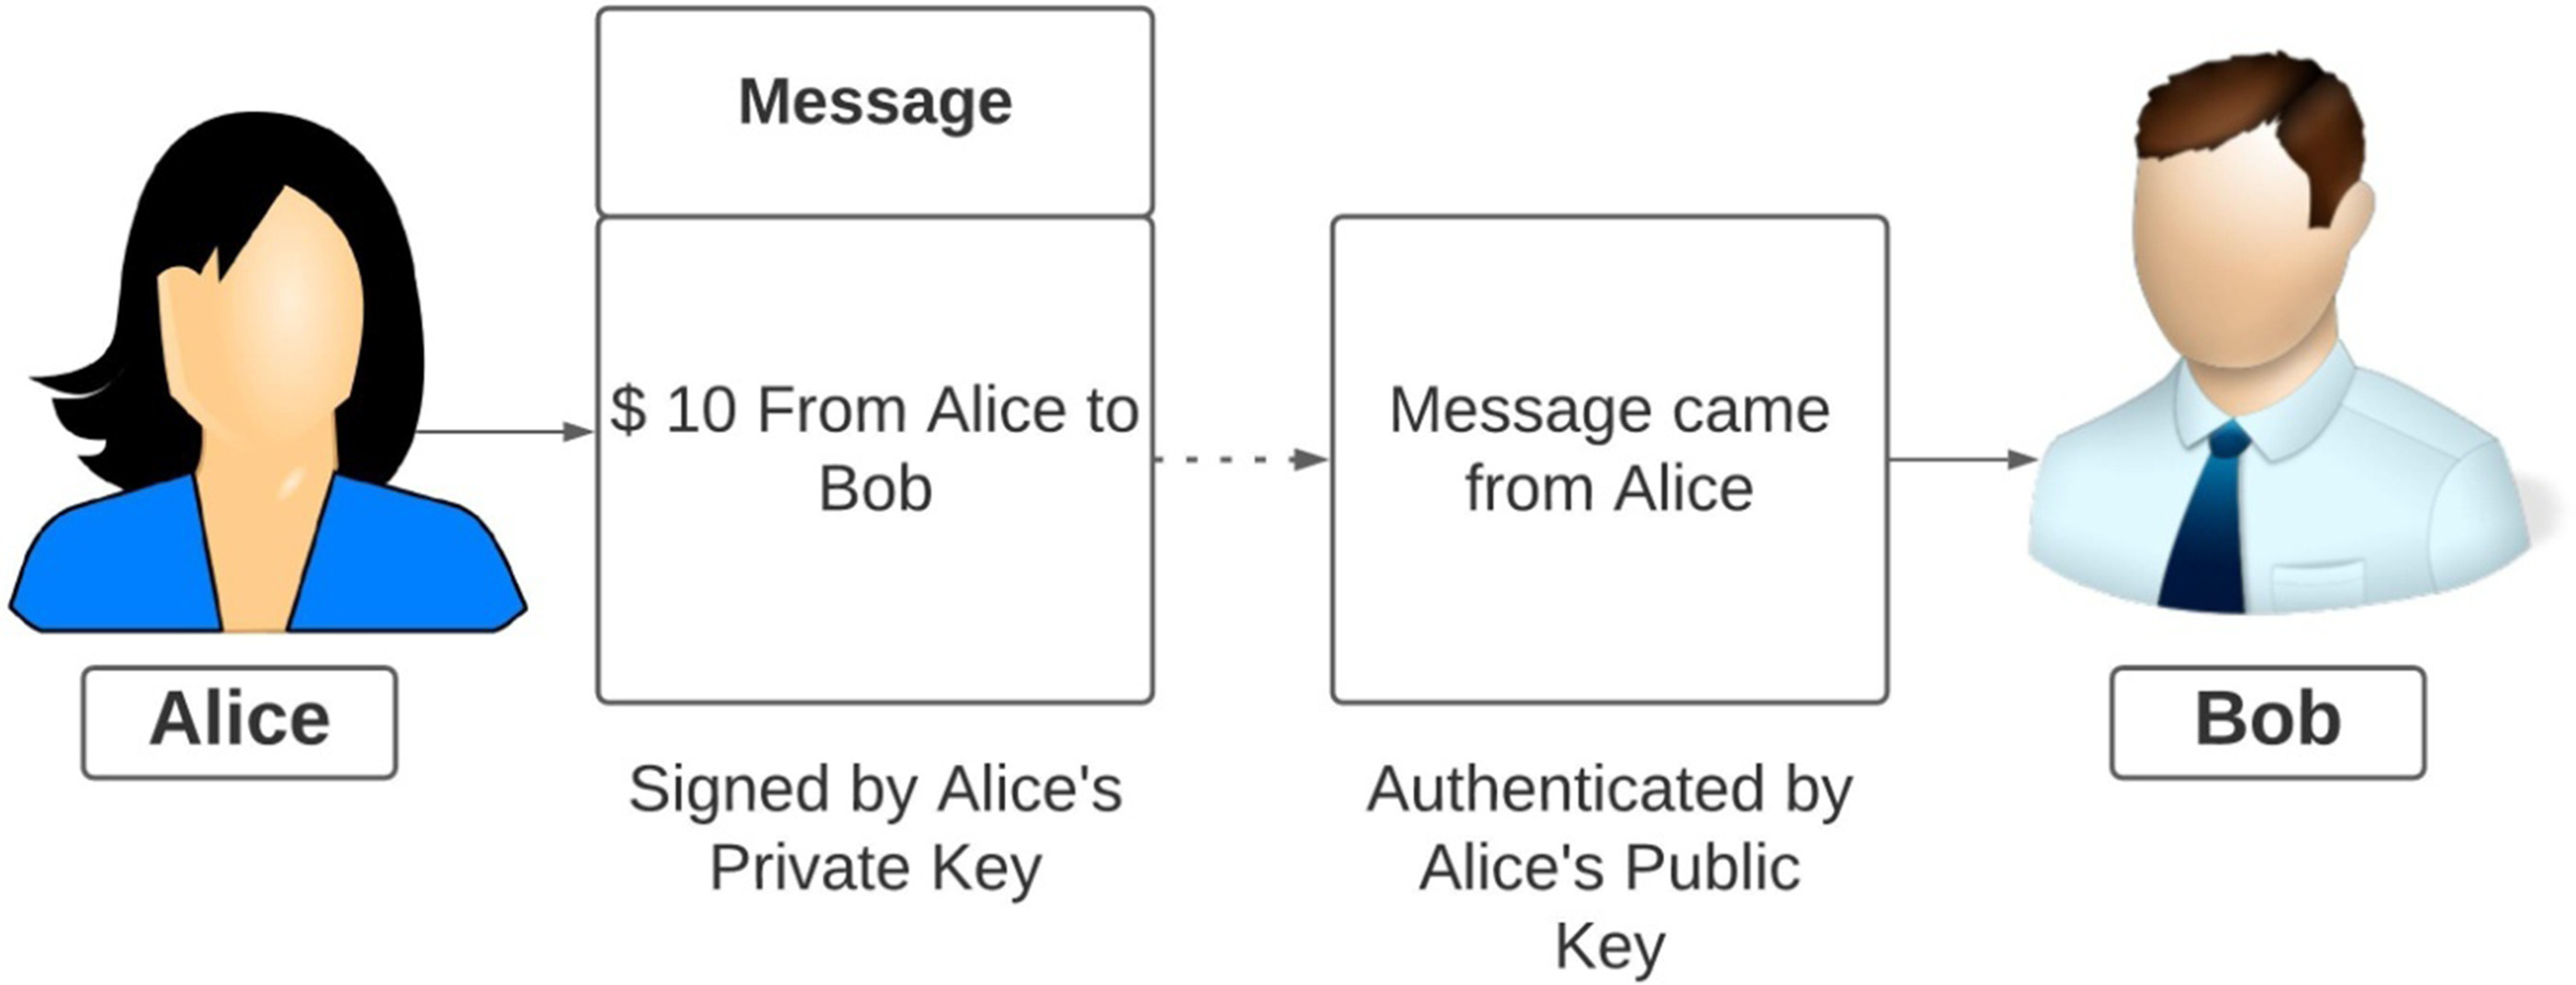 Message
$ 10 From Alice to
Bob
Message came
from Alice
Alice
Bob
Signed by Alice's
Private Key
Authenticated by
Alice's Public
Key